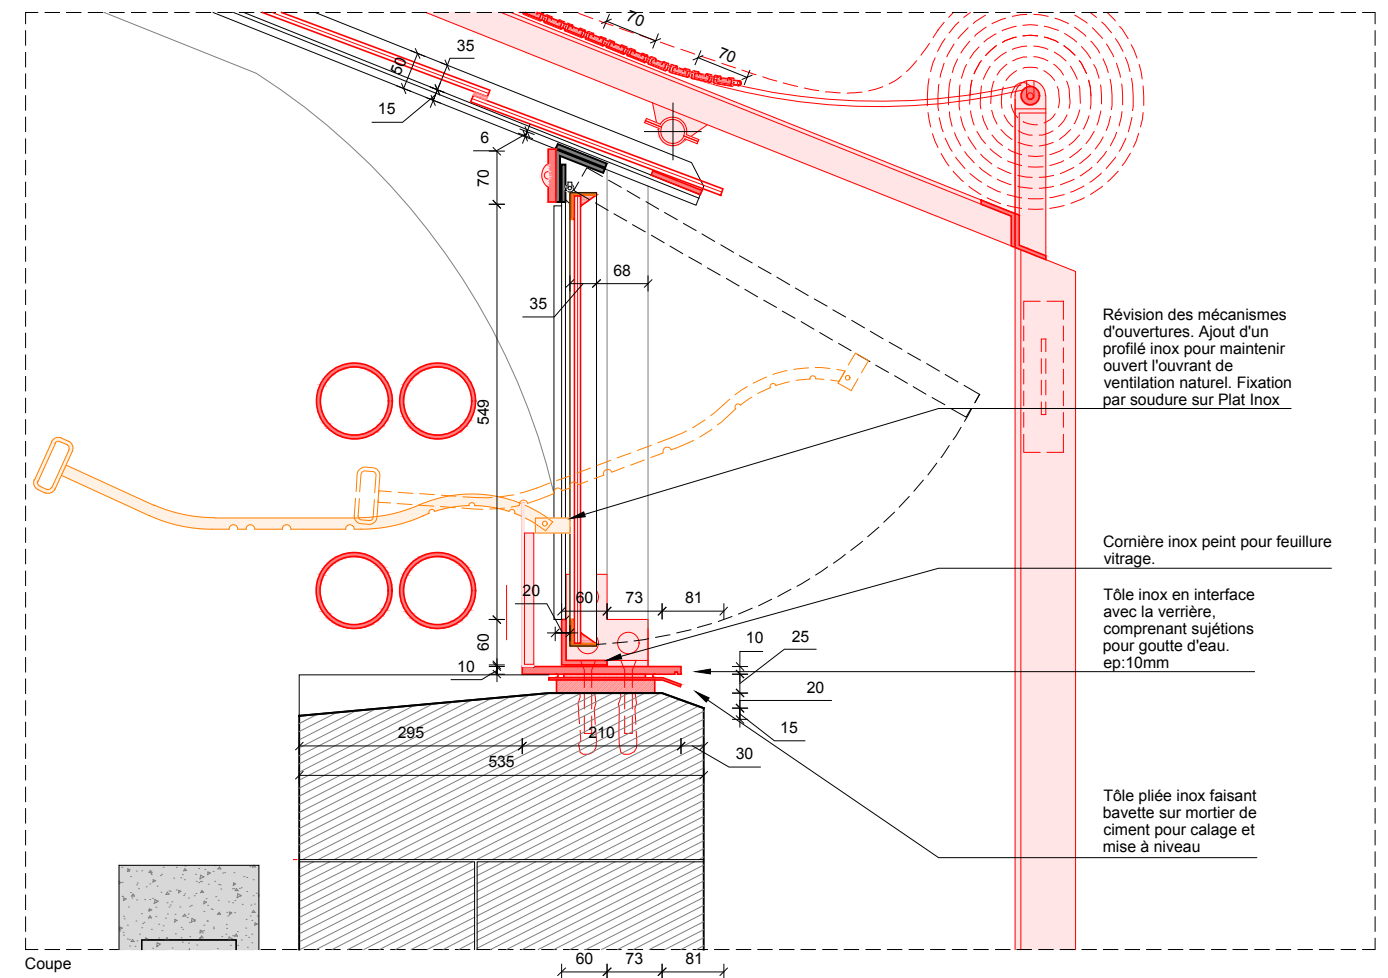 70
70
35
50
15
6
70
68
35
549
Révision des mécanismes
d'ouvertures. Ajout d'un
profilé inox pour maintenir
ouvert l'ouvrant de
ventilation naturel. Fixation
par soudure sur Plat Inox
Cornière inox peint pour feuillure
vitrage.
20
60
73
81
Tôle inox en interface
avec la verrière,
comprenant sujétions
pour goutte d'eau.
ep:10mm
60
10
10
25
20
15
295
210
30
535
Tôle pliée inox faisant
bavette sur mortier de
ciment pour calage et
mise à niveau
Coupe
60
73
81